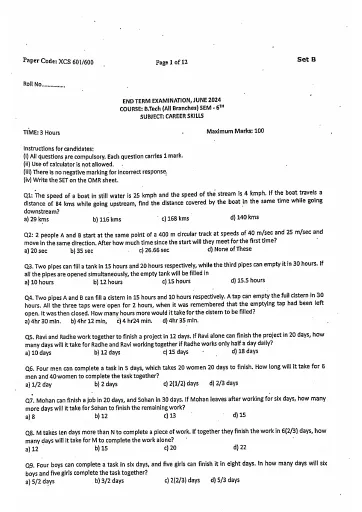 Paper Code: XCS 601/600 Page 1 of 12 Set B
Roll No.............
END TERM EXAMINATION, JUNE 2024
COURSE: B.Tech (All Branches) SEM - 6TH
SUBJECT: CAREER SKILLS
TIME: 3 Hours Maximum Marks: 100
Instructions for candidates:
(i) All questions are compulsory. Each question carries 1 mark.
(ii) Use of calculator is not allowed.
(iii) There is no negative marking for incorrect response.
(iv) Write the SET on the OMR sheet.
Q1: The speed of a boat in still water is 25 kmph and the speed of the stream is 4 kmph. If the boat travels a
distance of 84 kms while going upstream, find the distance covered by the boat in the same time while going
downstream?
a) 29 kms b) 116 kms c) 168 kms d) 140 kms
Q2: 2 people A and B start at the same point of a 400 m circular track at speeds of 40 m/sec and 25 m/sec and
move in the same direction. After how much time since the start will they meet for the first time?
a) 20 sec b) 35 sec c) 26.66 sec d) None of These
Q3. Two pipes can fill a tank in 15 hours and 20 hours respectively, while the third pipes can empty it in 30 hours. If
all the pipes are opened simultaneously, the empty tank will be filled in
a) 10 hours b) 12 hours c) 15 hours d) 15.5 hours
Q4. Two pipes A and B can fill a cistern in 15 hours and 10 hours respectively. A tap can empty the full cistern in 30
hours. All the three taps were open for 2 hours, when it was remembered that the emptying tap had been left
open. It was then closed. How many hours more would it take for the cistern to be filled?
a) 4hr 30 min. b) 4hr 12 min, c) 4 hr24 min. d) 4hr 35 min.
Q5. Ravi and Radhe work together to finish a project in 12 days. If Ravi alone can finish the project in 20 days, how
many days will it take for Radhe and Ravi working together if Radhe works only half a day daily?
a) 10 days b) 12 days c) 15 days d) 18 days
Q6. Four men can complete a task in 5 days, which takes 20 women 20 days to finish. How long will it take for 6
men and 40 women to complete the task together?
a) 1/2 day b) 2 days c) 2(1/2) days d) 2/3 days
Q7. Mohan can finish a job in 20 days, and Sohan in 30 days. If Mohan leaves after working for six days, how many
more days will it take for Sohan to finish the remaining work?
a) 8 b) 12 c) 13 d) 15
Q8. M takes ten days more than N to complete a piece of work. If together they finish the work in 6(2/3) days, how
many days will it take for M to complete the work alone?
a) 12 b) 15 c) 20 d) 22
Q9. Four boys can complete a task in six days, and five girls can finish it in eight days. In how many days will six
boys and five girls complete the task together?
a) 5/2 days b) 3/2 days c) 2(2/3) days d) 5/3 days